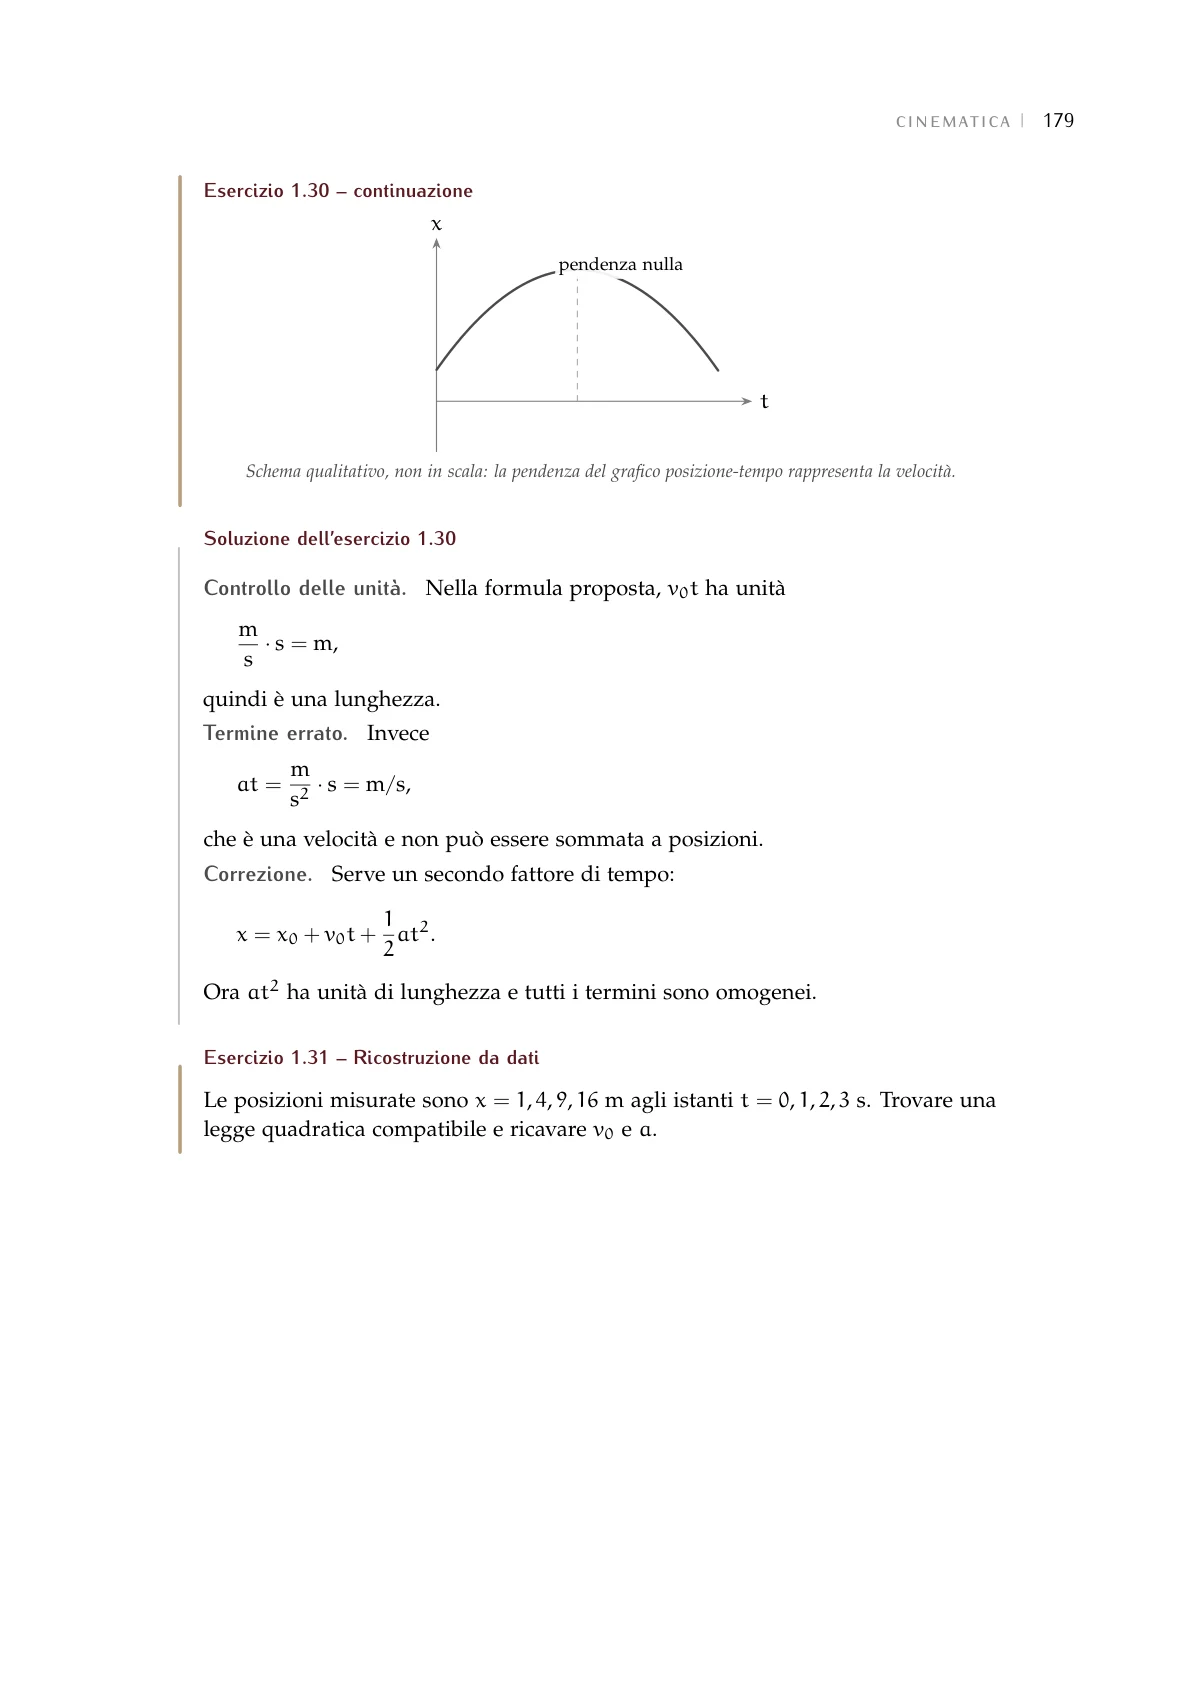 CINEMATICA | 179
Esercizio 1.30 – continuazione
x
pendenza nulla
t
Schema qualitativo, non in scala: la pendenza del grafico posizione-tempo rappresenta la velocità.
Soluzione dell’esercizio 1.30
Controllo delle unità. Nella formula proposta, v₀t ha unità
m/s · s = m,
quindi è una lunghezza.
Termine errato. Invece
at = m/s² · s = m/s,
che è una velocità e non può essere sommata a posizioni.
Correzione. Serve un secondo fattore di tempo:
x = x₀ + v₀t + 1/2 at².
Ora at² ha unità di lunghezza e tutti i termini sono omogenei.
Esercizio 1.31 – Ricostruzione da dati
Le posizioni misurate sono x = 1, 4, 9, 16 m agli istanti t = 0, 1, 2, 3 s. Trovare una
legge quadratica compatibile e ricavare v₀ e a.